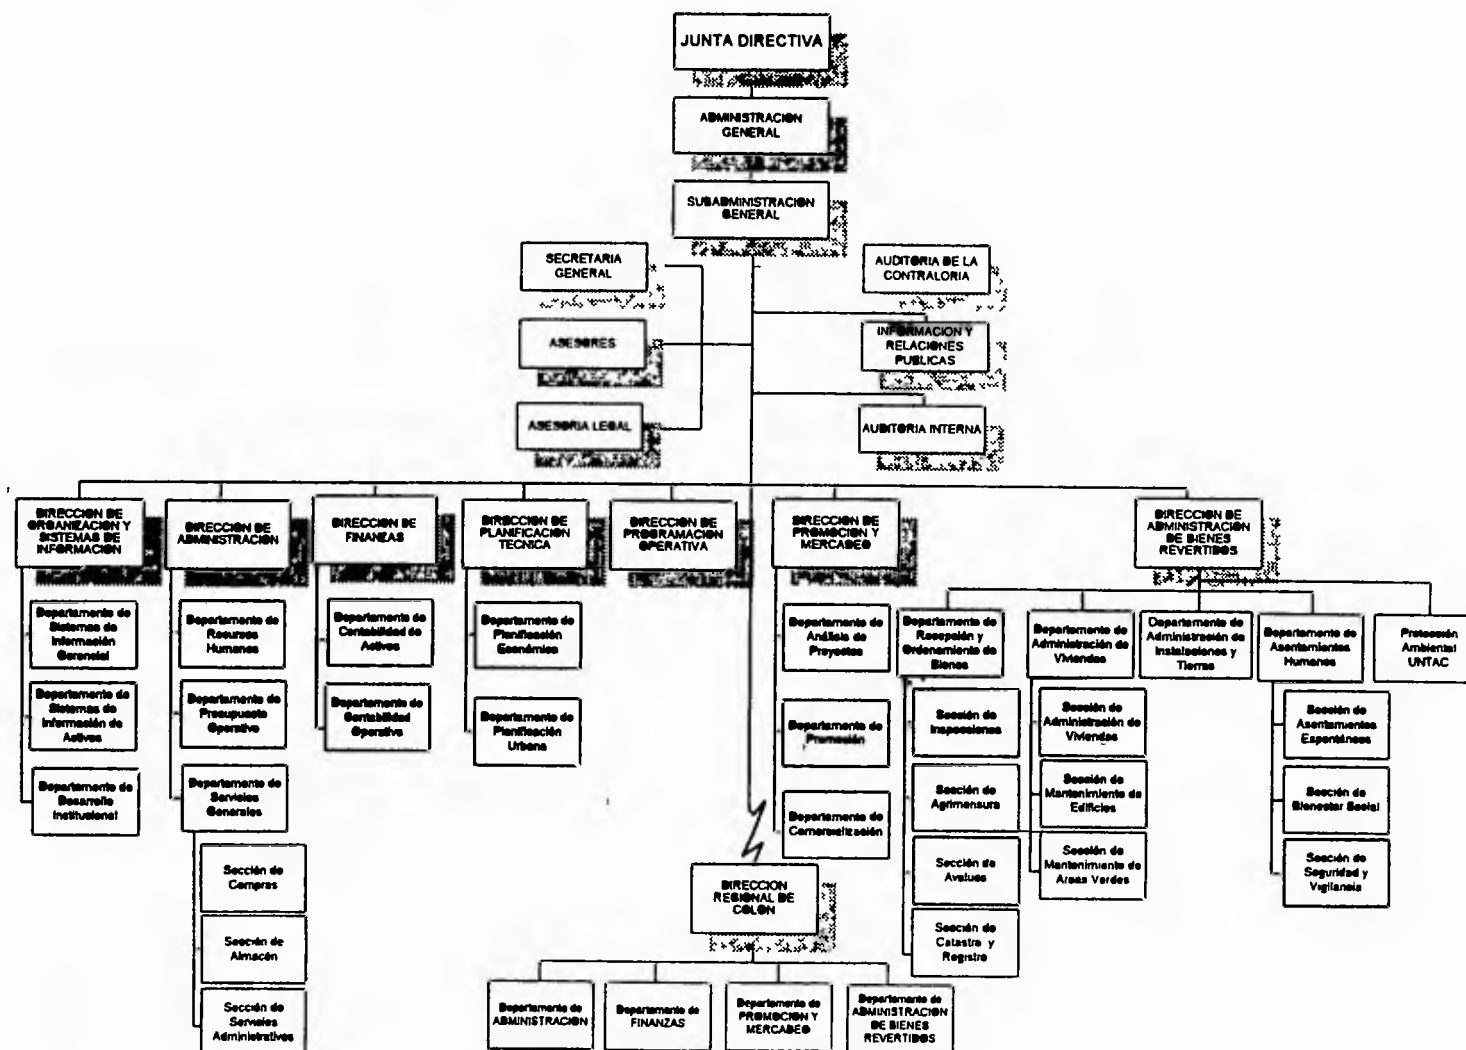 JUNTA DIRECTIVA
ADMINISTRACION
GENERAL
SUBADMINISTRACION
GENERAL
SECRETARIA
GENERAL
AUDITORIA DE LA
CONTRALORIA
ASESORES
INFORMACION Y
RELACIONES
PUBLICAS
ASESORIA LEGAL
AUDITORIA INTERNA
DIRECCION DE
ORGANIZACION Y
SISTEMAS DE
INFORMACION
DIRECCION DE
ADMINISTRACIÓN
DIRECCION DE
FINANZAS
DIRECCION DE
PLANIFICACION
TECNICA
DIRECCION DE
PROGRAMACION
OPERATIVA
DIRECCION DE
PROMOCION Y
MERCADEO
DIRECCION DE
ADMINISTRACION
DE BIENES
REVERTIDOS
Departamento de
Sistemas de
Información
Gerencial
Departamento de
Sistemas de
Información de
Activos
Departamento de
Desarrollo
Institucional
Departamento de
Recursos
Humanos
Departamento de
Presupuesto
Operativo
Departamento de
Servicios
Generales
Sección de
Compras
Sección de
Almacén
Sección de
Servicios
Administrativos
Departamento de
Contabilidad de
Activos
Departamento de
Contabilidad
Operativa
Departamento de
Planificación
Económica
Departamento de
Planificación
Urbana
Departamento de
Análisis de
Proyectos
Departamento de
Promoción
Departamento de
Comercialización
Departamento de
Recepción y
Ordenamiento de
Bienes
Sección de
Inspecciones
Sección de
Agrimensura
Sección de
Avalúos
Sección de
Catastro y
Registro
Departamento de
Administración de
Viviendas
Sección de
Administración de
Viviendas
Sección de
Mantenimiento de
Edificios
Sección de
Mantenimiento de
Areas Verdes
Departamento de
Administración de
Instalaciones y
Tierras
Departamento de
Asentamientos
Humanos
Sección de
Asentamientos
Espontáneos
Sección de
Bienestar Social
Sección de
Seguridad y
Vigilancia
Protección
Ambiental
UNTAC
DIRECCION
REGIONAL DE
COLON
Departamento de
ADMINISTRACIÓN
Departamento de
FINANZAS
Departamento de
PROMOCION Y
MERCADEO
Departamento de
ADMINISTRACION
DE BIENES
REVERTIDOS